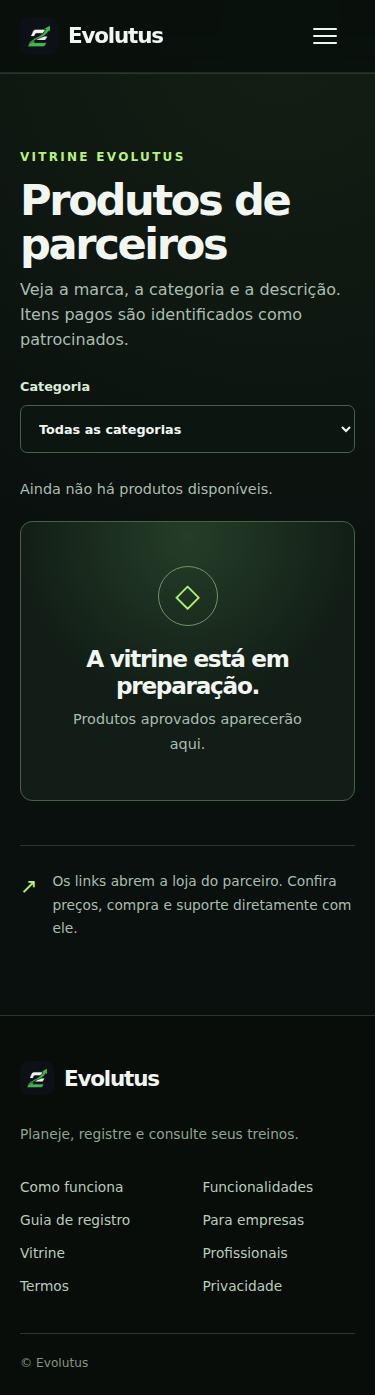 Evolutus
VITRINE EVOLUTUS
Produtos de
parceiros
Veja a marca, a categoria e a descrição.
Itens pagos são identificados como
patrocinados.
Categoria
Todas as categorias
Ainda não há produtos disponíveis.
A vitrine está em
preparação.
Produtos aprovados aparecerão
aqui.
Os links abrem a loja do parceiro. Confira
preços, compra e suporte diretamente com
ele.
Evolutus
Planeje, registre e consulte seus treinos.
Como funciona
Funcionalidades
Guia de registro
Para empresas
Vitrine
Profissionais
Termos
Privacidade
© Evolutus